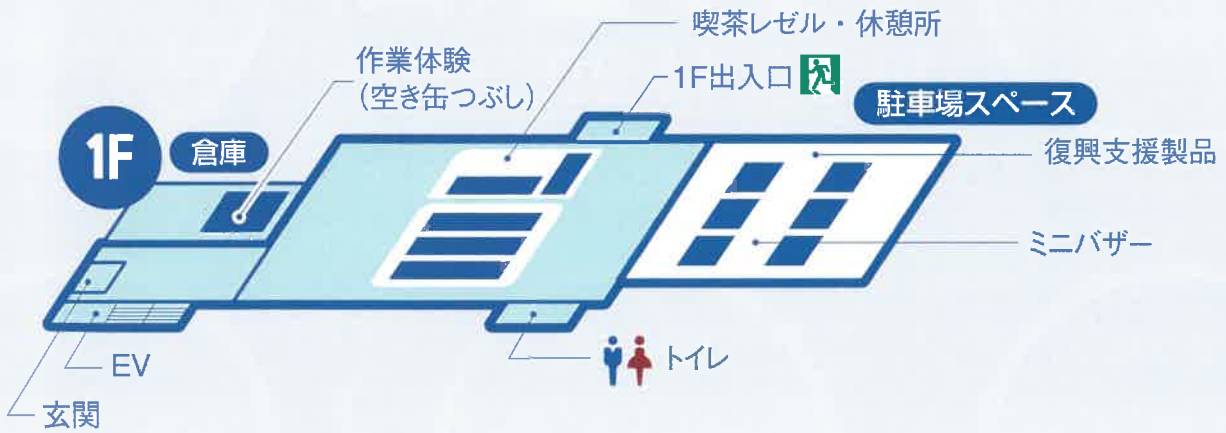 喫茶レゼル・休憩所
作業体験
(空き缶つぶし)
1F出入口
駐車場スペース
1F
倉庫
復興支援製品
ミニバザー
トイレ
EV
玄関